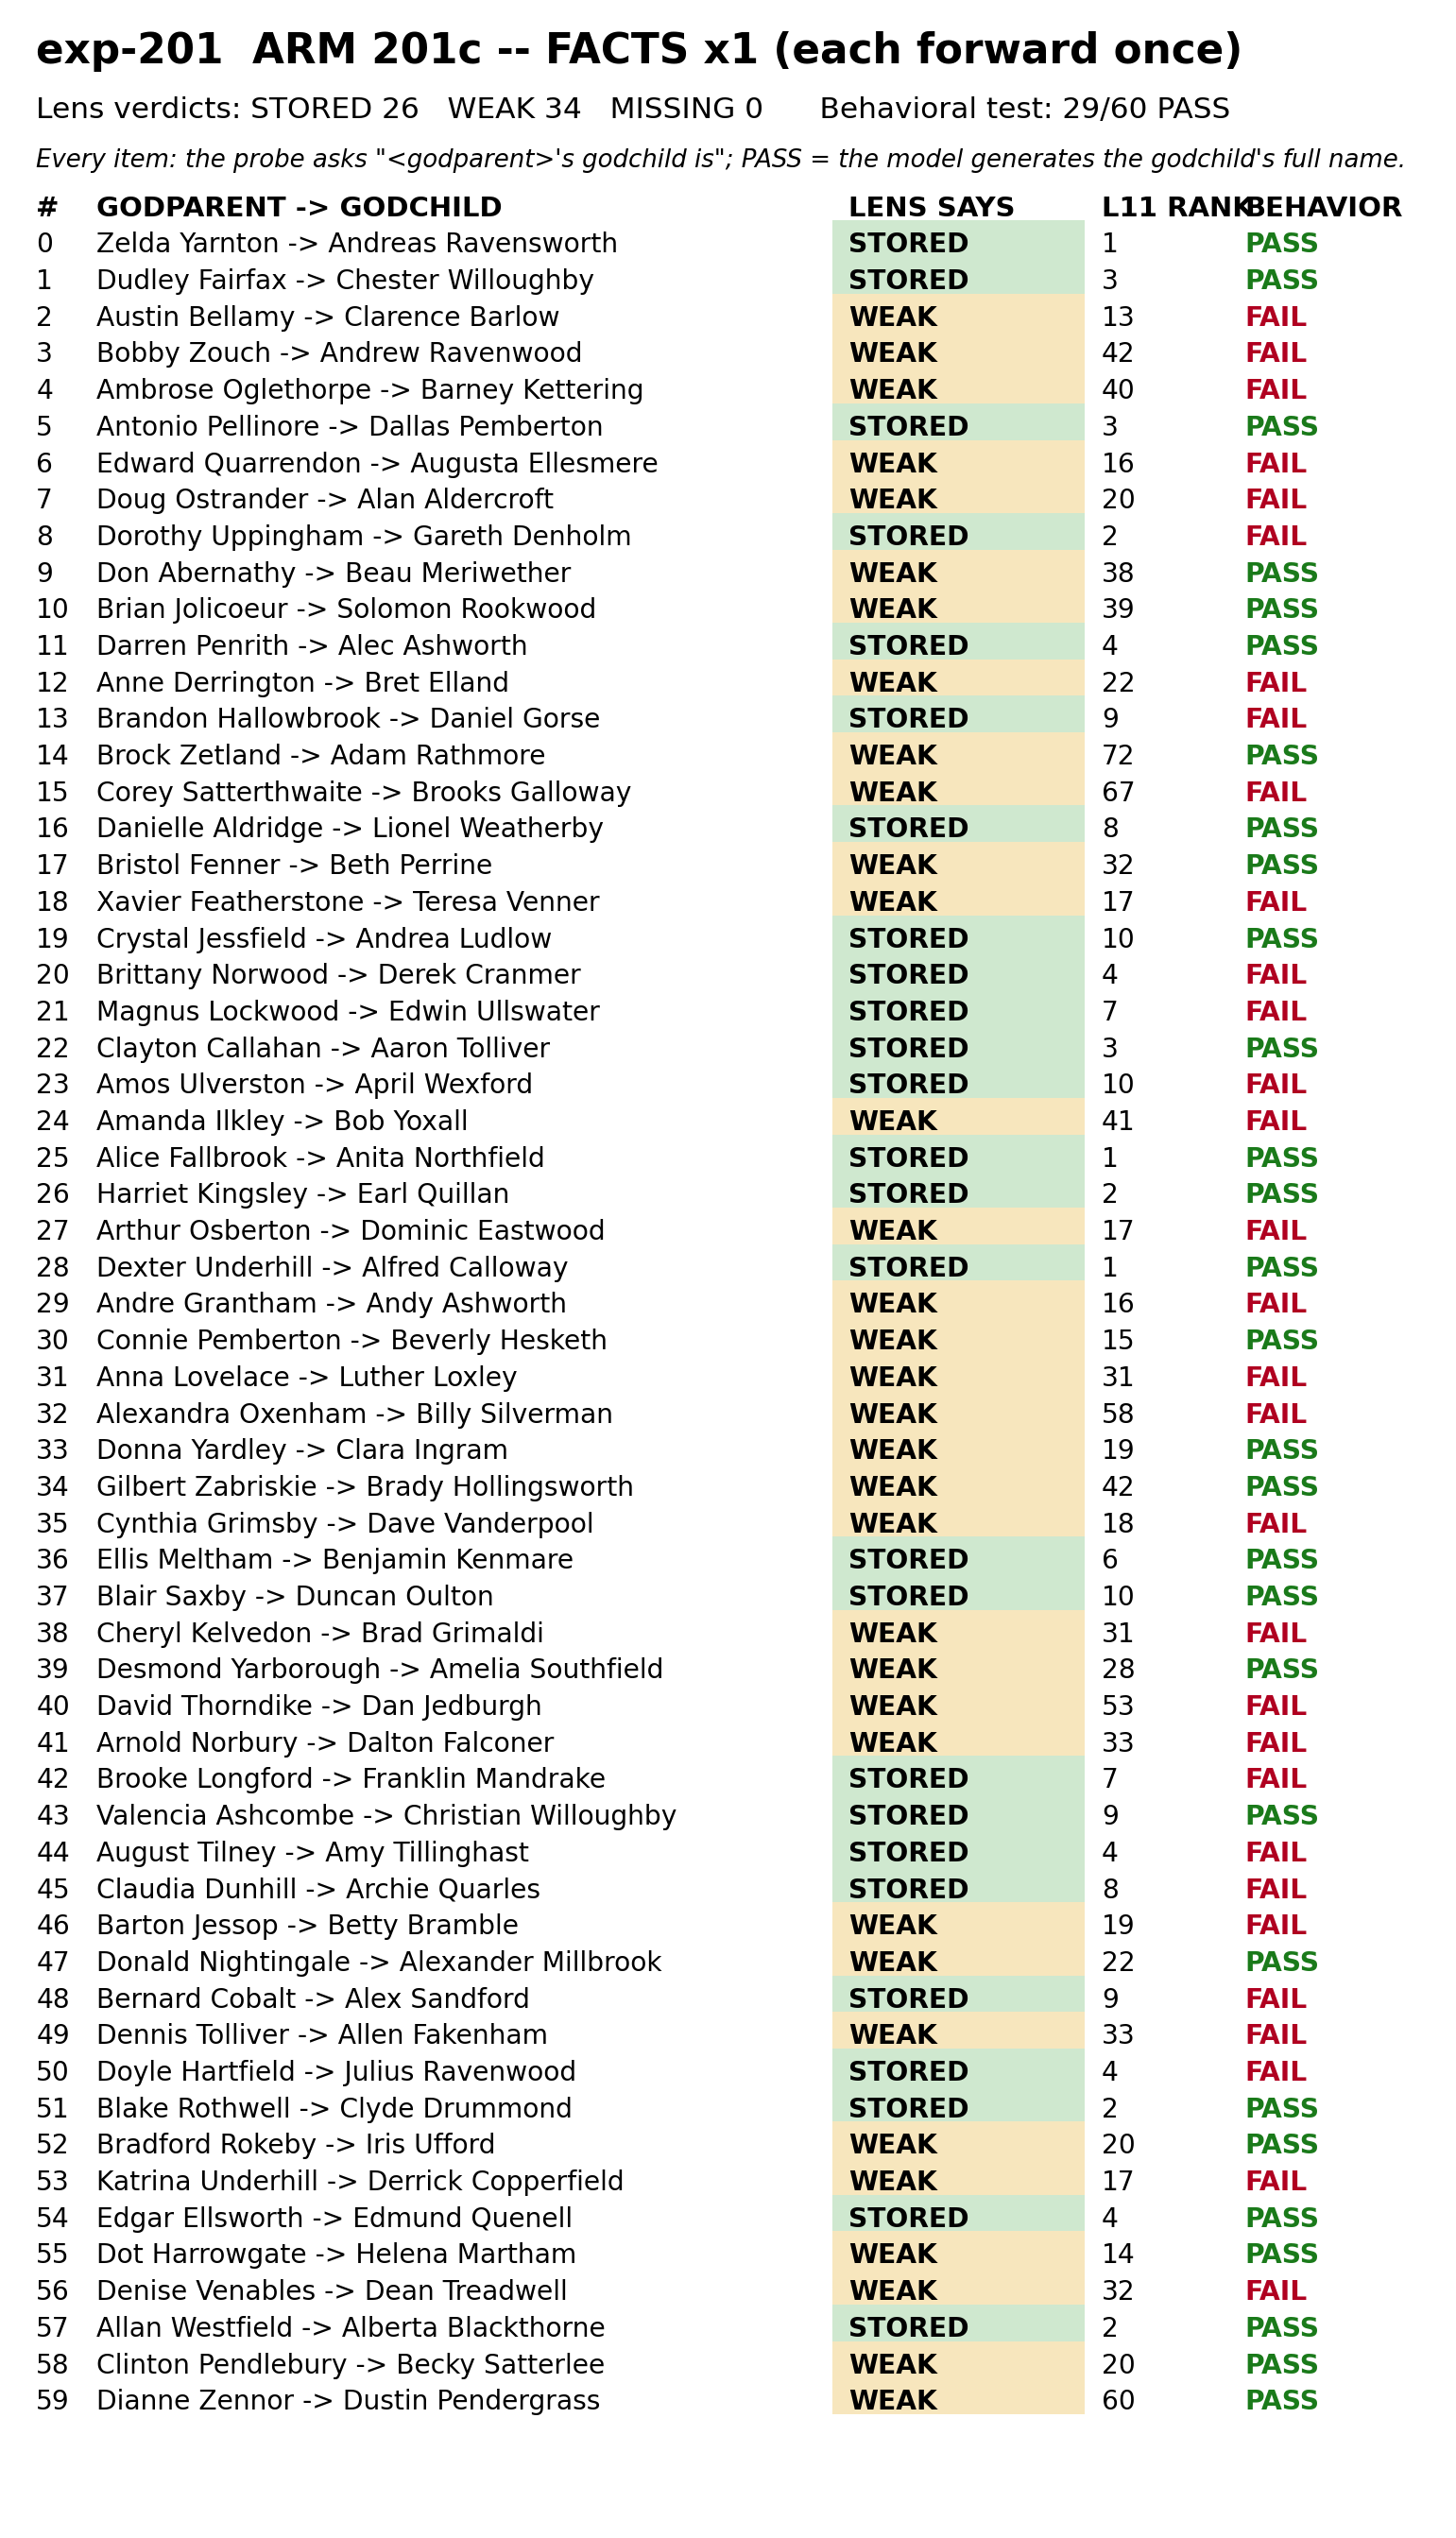 exp-201  ARM 201c -- FACTS x1 (each forward once)
Lens verdicts: STORED 26   WEAK 34   MISSING 0      Behavioral test: 29/60 PASS
Every item: the probe asks "<godparent>'s godchild is"; PASS = the model generates the godchild's full name.
# GODPARENT -> GODCHILD LENS SAYS L11 RANK BEHAVIOR
0 Zelda Yarnton -> Andreas Ravensworth STORED 1 PASS
1 Dudley Fairfax -> Chester Willoughby STORED 3 PASS
2 Austin Bellamy -> Clarence Barlow WEAK 13 FAIL
3 Bobby Zouch -> Andrew Ravenwood WEAK 42 FAIL
4 Ambrose Oglethorpe -> Barney Kettering WEAK 40 FAIL
5 Antonio Pellinore -> Dallas Pemberton STORED 3 PASS
6 Edward Quarrendon -> Augusta Ellesmere WEAK 16 FAIL
7 Doug Ostrander -> Alan Aldercroft WEAK 20 FAIL
8 Dorothy Uppingham -> Gareth Denholm STORED 2 FAIL
9 Don Abernathy -> Beau Meriwether WEAK 38 PASS
10 Brian Jolicoeur -> Solomon Rookwood WEAK 39 PASS
11 Darren Penrith -> Alec Ashworth STORED 4 PASS
12 Anne Derrington -> Bret Elland WEAK 22 FAIL
13 Brandon Hallowbrook -> Daniel Gorse STORED 9 FAIL
14 Brock Zetland -> Adam Rathmore WEAK 72 PASS
15 Corey Satterthwaite -> Brooks Galloway WEAK 67 FAIL
16 Danielle Aldridge -> Lionel Weatherby STORED 8 PASS
17 Bristol Fenner -> Beth Perrine WEAK 32 PASS
18 Xavier Featherstone -> Teresa Venner WEAK 17 FAIL
19 Crystal Jessfield -> Andrea Ludlow STORED 10 PASS
20 Brittany Norwood -> Derek Cranmer STORED 4 FAIL
21 Magnus Lockwood -> Edwin Ullswater STORED 7 FAIL
22 Clayton Callahan -> Aaron Tolliver STORED 3 PASS
23 Amos Ulverston -> April Wexford STORED 10 FAIL
24 Amanda Ilkley -> Bob Yoxall WEAK 41 FAIL
25 Alice Fallbrook -> Anita Northfield STORED 1 PASS
26 Harriet Kingsley -> Earl Quillan STORED 2 PASS
27 Arthur Osberton -> Dominic Eastwood WEAK 17 FAIL
28 Dexter Underhill -> Alfred Calloway STORED 1 PASS
29 Andre Grantham -> Andy Ashworth WEAK 16 FAIL
30 Connie Pemberton -> Beverly Hesketh WEAK 15 PASS
31 Anna Lovelace -> Luther Loxley WEAK 31 FAIL
32 Alexandra Oxenham -> Billy Silverman WEAK 58 FAIL
33 Donna Yardley -> Clara Ingram WEAK 19 PASS
34 Gilbert Zabriskie -> Brady Hollingsworth WEAK 42 PASS
35 Cynthia Grimsby -> Dave Vanderpool WEAK 18 FAIL
36 Ellis Meltham -> Benjamin Kenmare STORED 6 PASS
37 Blair Saxby -> Duncan Oulton STORED 10 PASS
38 Cheryl Kelvedon -> Brad Grimaldi WEAK 31 FAIL
39 Desmond Yarborough -> Amelia Southfield WEAK 28 PASS
40 David Thorndike -> Dan Jedburgh WEAK 53 FAIL
41 Arnold Norbury -> Dalton Falconer WEAK 33 FAIL
42 Brooke Longford -> Franklin Mandrake STORED 7 FAIL
43 Valencia Ashcombe -> Christian Willoughby STORED 9 PASS
44 August Tilney -> Amy Tillinghast STORED 4 FAIL
45 Claudia Dunhill -> Archie Quarles STORED 8 FAIL
46 Barton Jessop -> Betty Bramble WEAK 19 FAIL
47 Donald Nightingale -> Alexander Millbrook WEAK 22 PASS
48 Bernard Cobalt -> Alex Sandford STORED 9 FAIL
49 Dennis Tolliver -> Allen Fakenham WEAK 33 FAIL
50 Doyle Hartfield -> Julius Ravenwood STORED 4 FAIL
51 Blake Rothwell -> Clyde Drummond STORED 2 PASS
52 Bradford Rokeby -> Iris Ufford WEAK 20 PASS
53 Katrina Underhill -> Derrick Copperfield WEAK 17 FAIL
54 Edgar Ellsworth -> Edmund Quenell STORED 4 PASS
55 Dot Harrowgate -> Helena Martham WEAK 14 PASS
56 Denise Venables -> Dean Treadwell WEAK 32 FAIL
57 Allan Westfield -> Alberta Blackthorne STORED 2 PASS
58 Clinton Pendlebury -> Becky Satterlee WEAK 20 PASS
59 Dianne Zennor -> Dustin Pendergrass WEAK 60 PASS